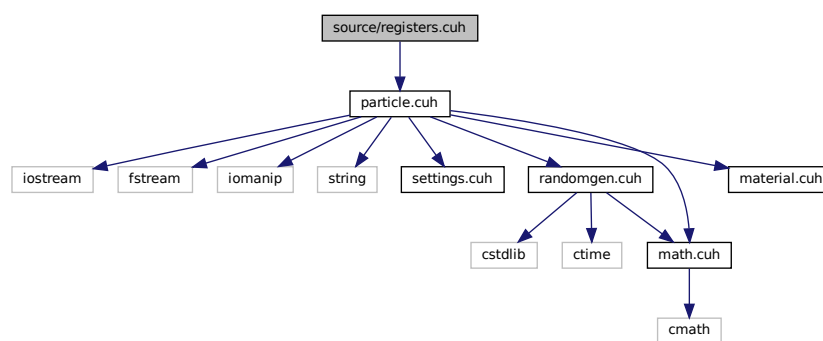 source/registers.cuh
particle.cuh
iostream
fstream
iomanip
string
settings.cuh
randomgen.cuh
material.cuh
cstdlib
ctime
math.cuh
cmath